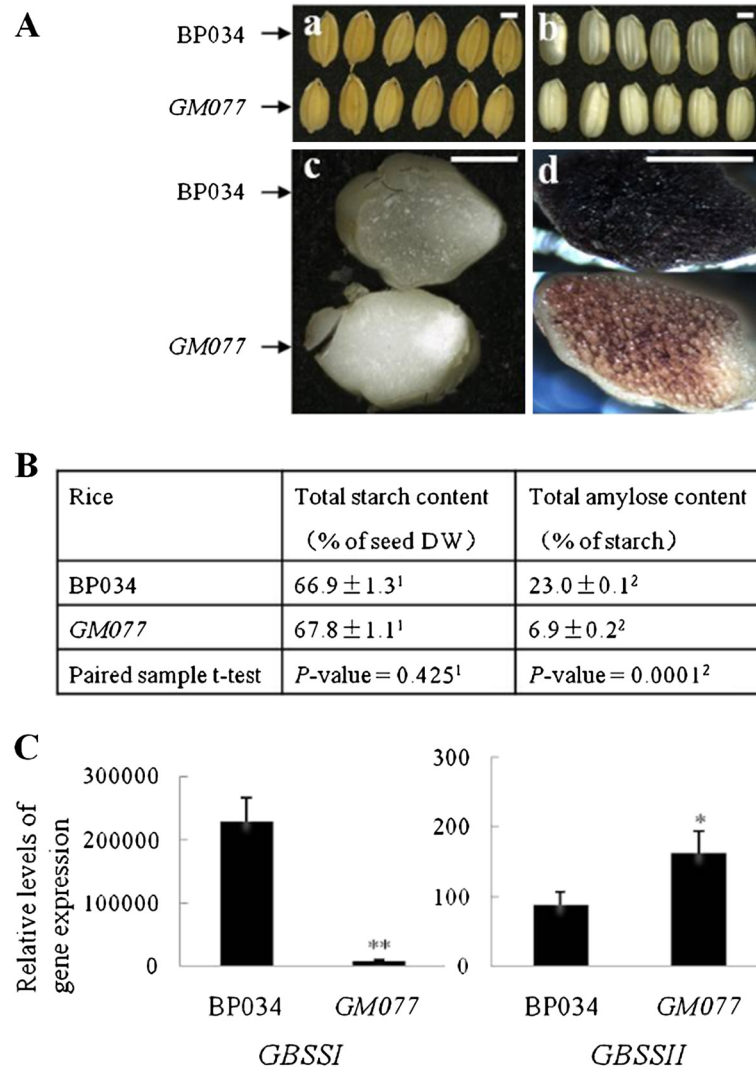 A
BP034
GM077
a
b
BP034
GM077
c
d
B
Rice
Total starch content
(% of seed DW)
Total amylose content
(% of starch)
BP034
66.9±1.3¹
23.0±0.1²
GM077
67.8±1.1¹
6.9±0.2²
Paired sample t-test
P-value = 0.425¹
P-value = 0.0001²
C
Relative levels of
gene expression
300000
200000
100000
0
**
BP034
GM077
GBSSI
300
200
100
0
*
BP034
GM077
GBSSII